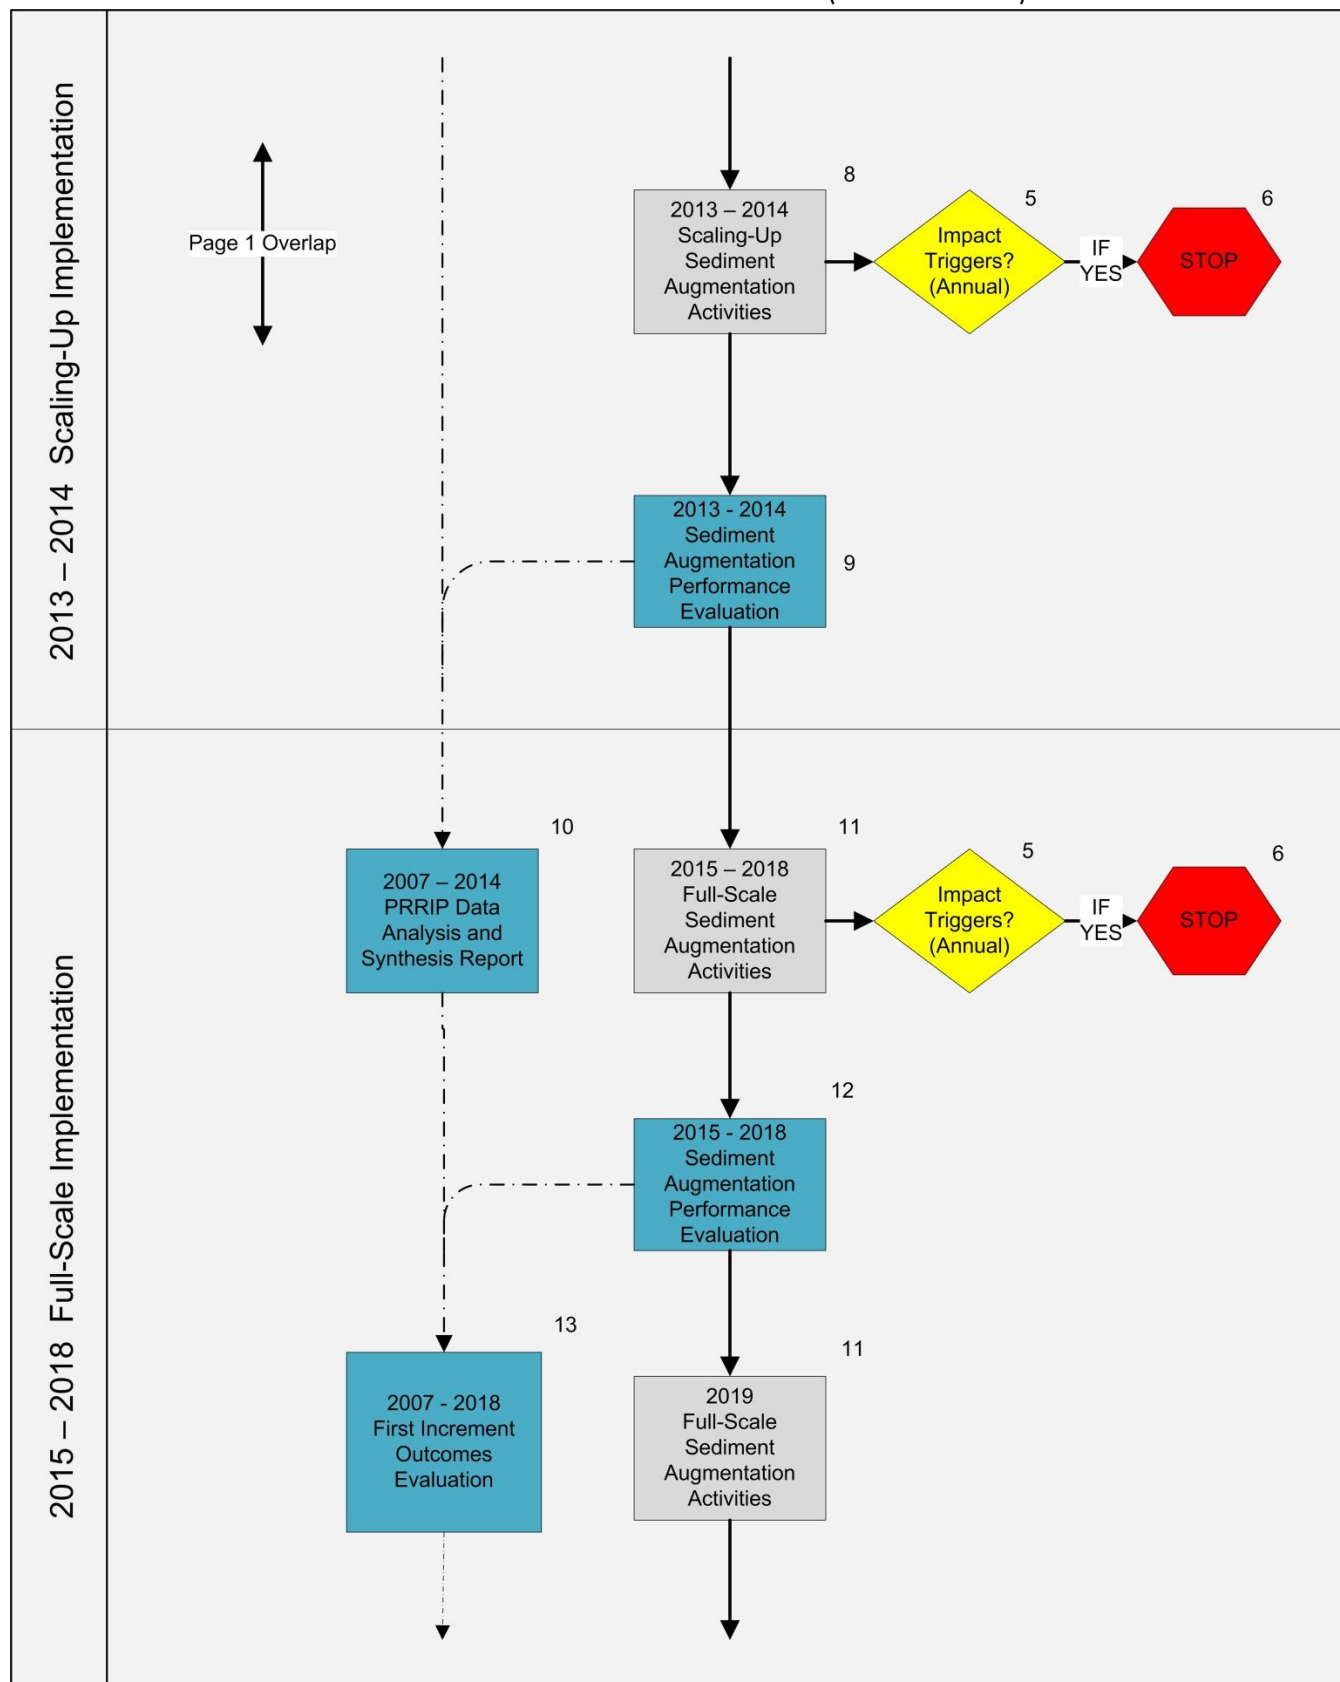 2013 – 2014 Scaling-Up Implementation
Page 1 Overlap
8
2013 – 2014
Scaling-Up
Sediment
Augmentation
Activities
5
Impact
Triggers?
(Annual)
IF
YES
6
STOP
2013 - 2014
Sediment
Augmentation
Performance
Evaluation
9
2015 – 2018 Full-Scale Implementation
10
2007 – 2014
PRRIP Data
Analysis and
Synthesis Report
11
2015 – 2018
Full-Scale
Sediment
Augmentation
Activities
5
Impact
Triggers?
(Annual)
IF
YES
6
STOP
12
2015 - 2018
Sediment
Augmentation
Performance
Evaluation
13
2007 - 2018
First Increment
Outcomes
Evaluation
11
2019
Full-Scale
Sediment
Augmentation
Activities